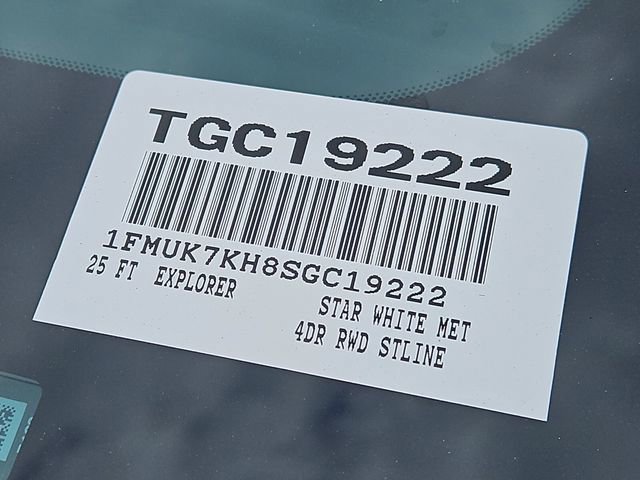 TGC19222
1FMUK7KH8SGC19222
25 FT EXPLORER
STAR WHITE MET
4DR RWD STLINE